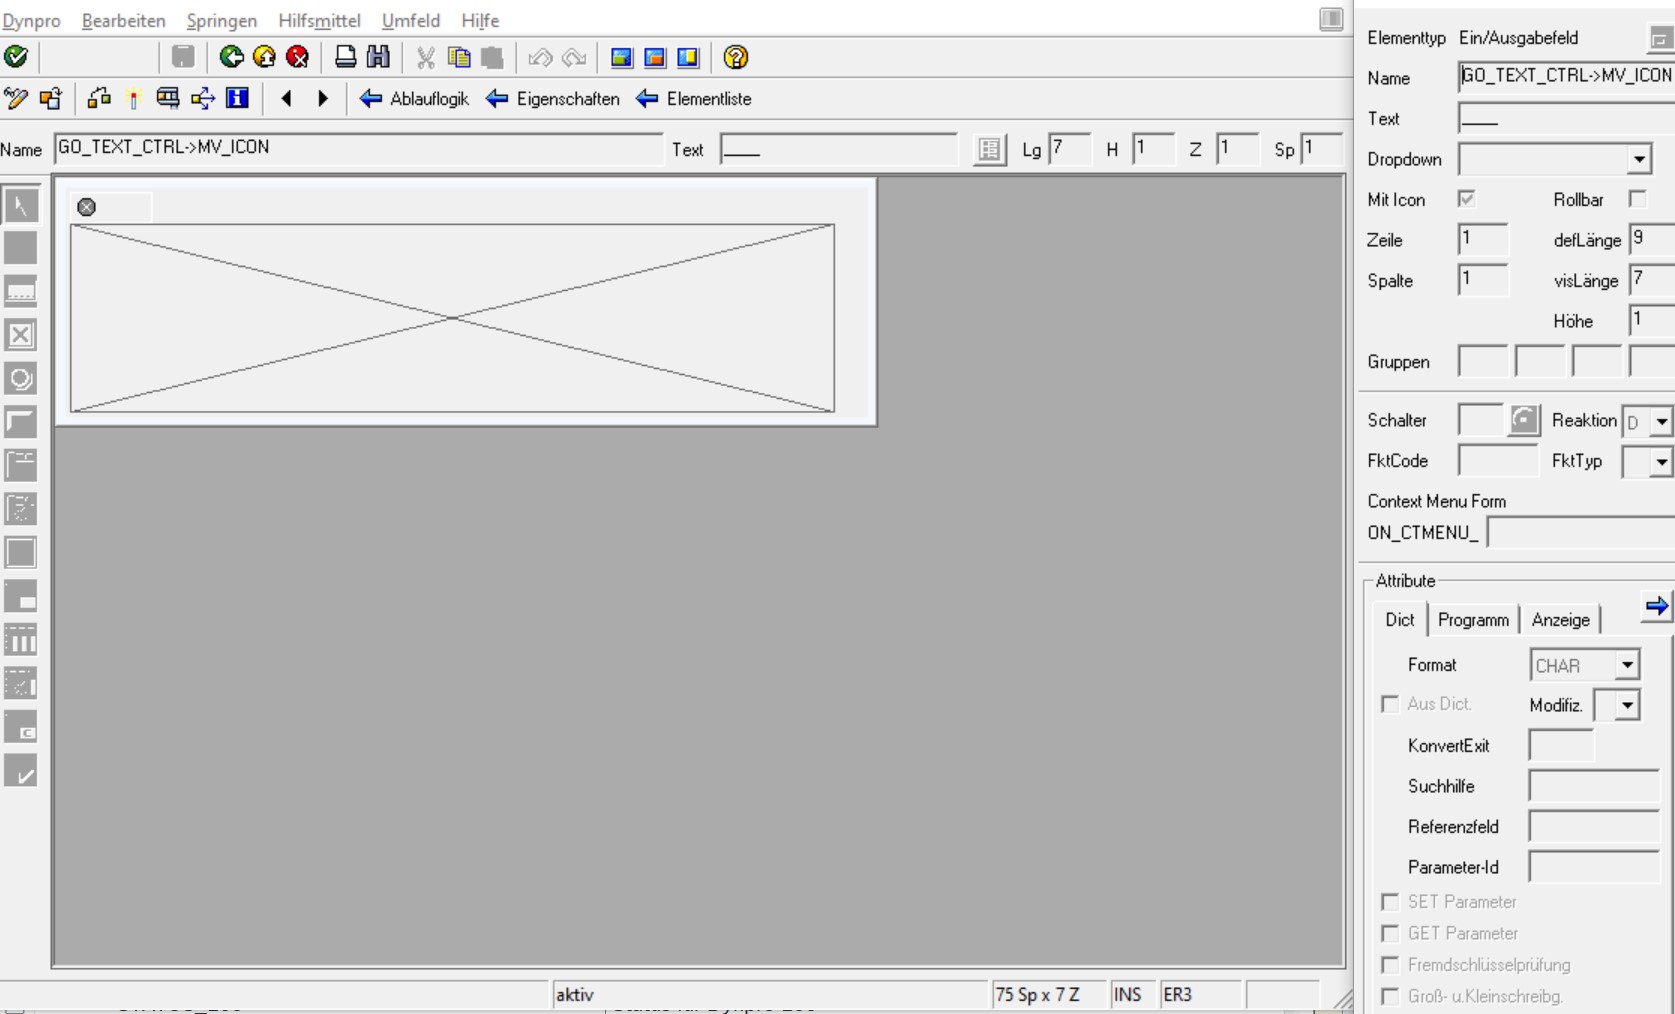 Dynpro Bearbeiten Springen Hilfsmittel Umfeld Hilfe
Ablauflogik Eigenschaften Elementliste
Name GO_TEXT_CTRL->MV_ICON Text ____ Lg 7 H 1 Z 1 Sp 1
aktiv 75 Sp x 7 Z INS ER3
Elementtyp Ein/Ausgabefeld
Name GO_TEXT_CTRL->MV_ICON
Text ____
Dropdown
Mit Icon Rollbar
Zeile 1 defLänge 9
Spalte 1 visLänge 7
Höhe 1
Gruppen
Schalter Reaktion D
FktCode FktTyp
Context Menu Form
ON_CTMENU_
Attribute
Dict Programm Anzeige
Format CHAR
Aus Dict. Modifiz.
KonvertExit
Suchhilfe
Referenzfeld
Parameter-Id
SET Parameter
GET Parameter
Fremdschlüsselprüfung
Groß- u.Kleinschreibg.